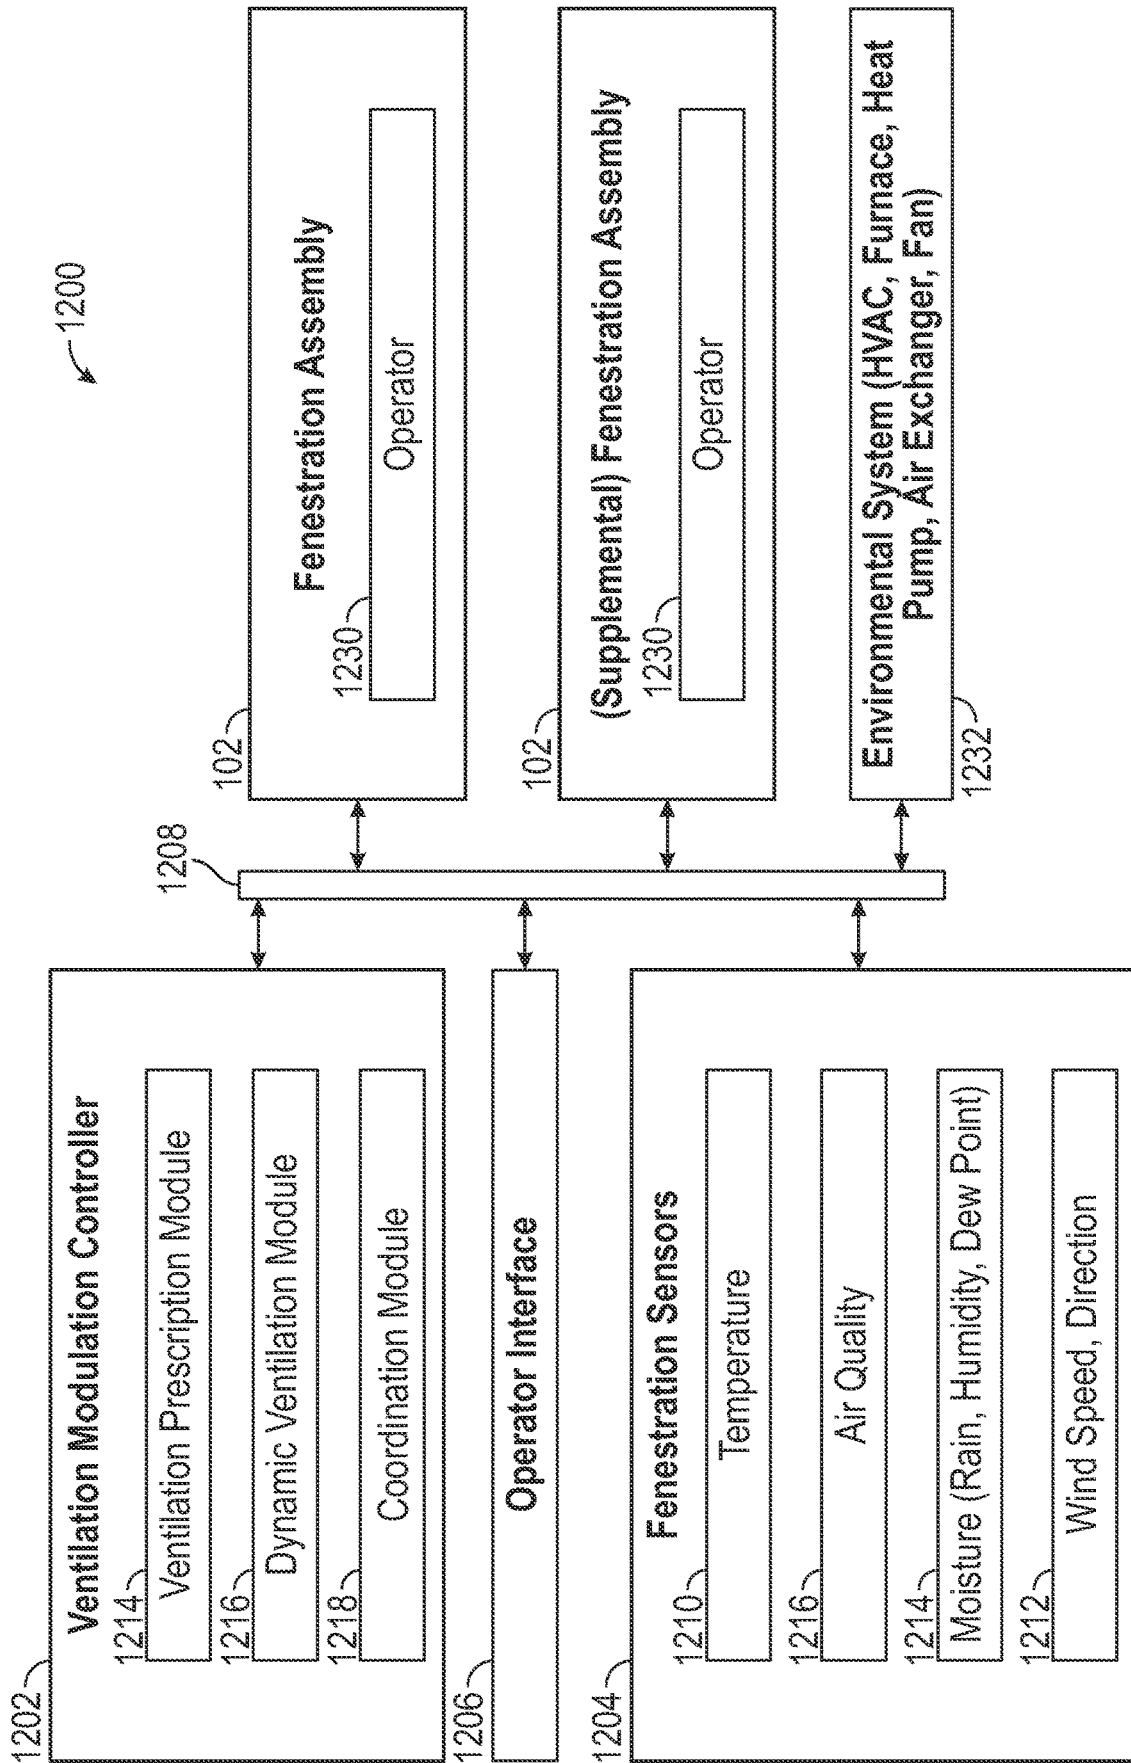 1200
1202
Ventilation Modulation Controller
1214
Ventilation Prescription Module
1216
Dynamic Ventilation Module
1218
Coordination Module
1206
Operator Interface
1204
Fenestration Sensors
1210
Temperature
1216
Air Quality
1214
Moisture (Rain, Humidity, Dew Point)
1212
Wind Speed, Direction
1208
102
Fenestration Assembly
1230
Operator
102
(Supplemental) Fenestration Assembly
1230
Operator
Environmental System (HVAC, Furnace, Heat
Pump, Air Exchanger, Fan)
1232